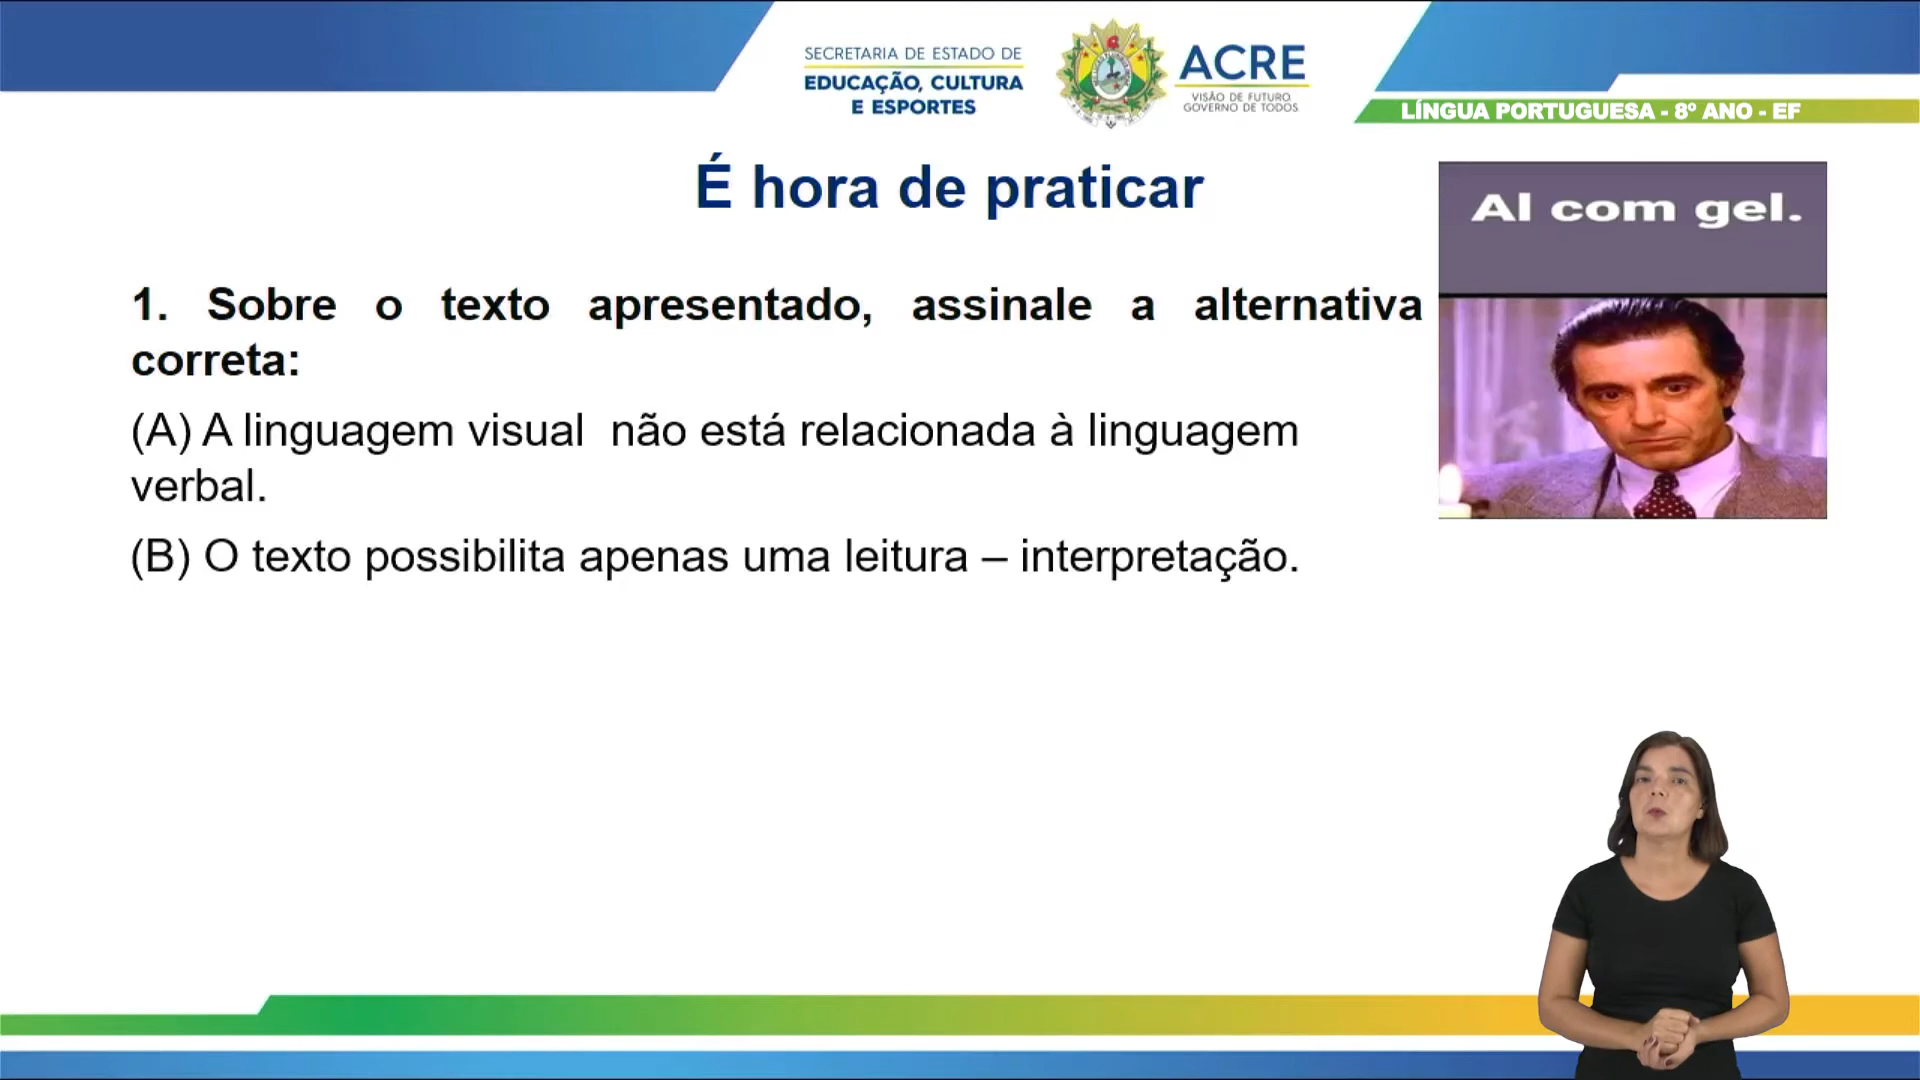 SECRETARIA DE ESTADO DE
EDUCAÇÃO, CULTURA
E ESPORTES
ACRE
VISÃO DE FUTURO.
GOVERNO DE TODOS
LÍNGUA PORTUGUESA - 8º ANO - EF
É hora de praticar
Al com gel.
1. Sobre o texto apresentado, assinale a alternativa
correta:
(A) A linguagem visual não está relacionada à linguagem
verbal.
(B) O texto possibilita apenas uma leitura – interpretação.